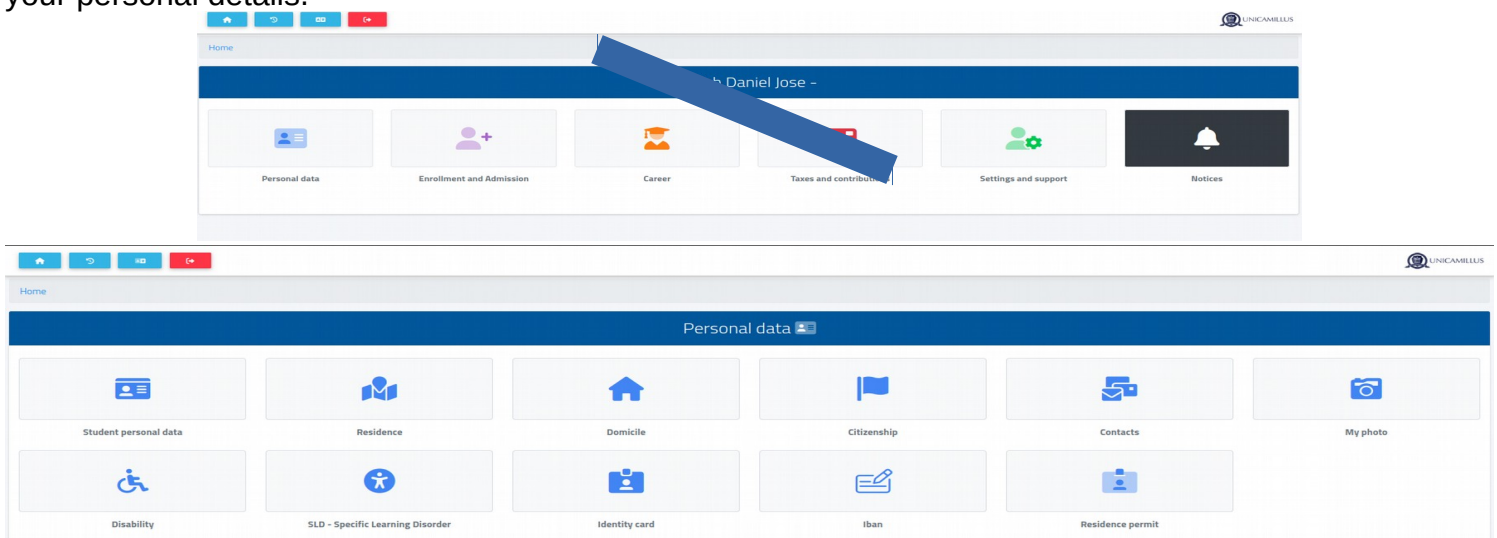 your personal details.
UNICAMILLUS
Home
Daniel Jose -
Personal data
Enrollment and Admission
Career
Taxes and
Settings and support
Notices
UNICAMILLUS
Home
Personal data
Student personal data
Residence
Domicile
Citizenship
Contacts
My photo
Disability
SLD - Specific Learning Disorder
Identity card
Iban
Residence permit